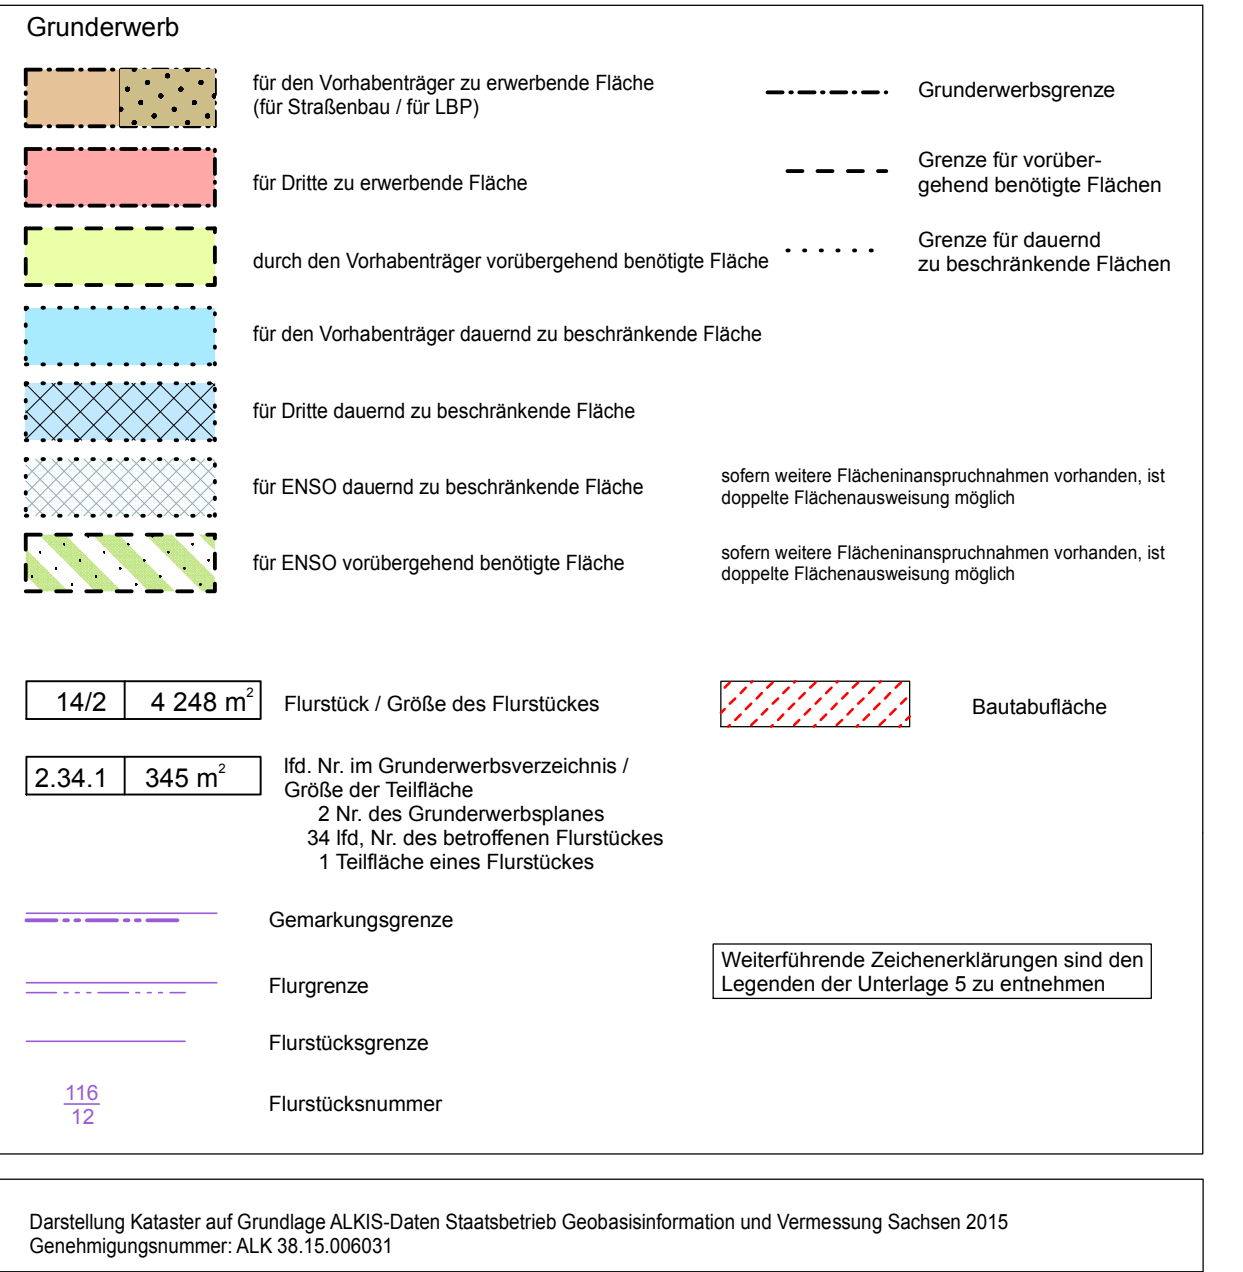 Grunderwerb
für den Vorhabenträger zu erwerbende Fläche
(für Straßenbau / für LBP)
Grunderwerbsgrenze
für Dritte zu erwerbende Fläche
Grenze für vorüber-
gehend benötigte Flächen
durch den Vorhabenträger vorübergehend benötigte Fläche
Grenze für dauernd
zu beschränkende Flächen
für den Vorhabenträger dauernd zu beschränkende Fläche
für Dritte dauernd zu beschränkende Fläche
für ENSO dauernd zu beschränkende Fläche
sofern weitere Flächeninanspruchnahmen vorhanden, ist
doppelte Flächenausweisung möglich
für ENSO vorübergehend benötigte Fläche
sofern weitere Flächeninanspruchnahmen vorhanden, ist
doppelte Flächenausweisung möglich
14/2 4 248 m² Flurstück / Größe des Flurstückes
Bautabufläche
2.34.1 345 m² lfd. Nr. im Grunderwerbsverzeichnis /
Größe der Teilfläche
2 Nr. des Grunderwerbsplanes
34 lfd, Nr. des betroffenen Flurstückes
1 Teilfläche eines Flurstückes
Gemarkungsgrenze
Weiterführende Zeichenerklärungen sind den
Legenden der Unterlage 5 zu entnehmen
Flurgrenze
Flurstücksgrenze
116
12
Flurstücksnummer
Darstellung Kataster auf Grundlage ALKIS-Daten Staatsbetrieb Geobasisinformation und Vermessung Sachsen 2015
Genehmigungsnummer: ALK 38.15.006031